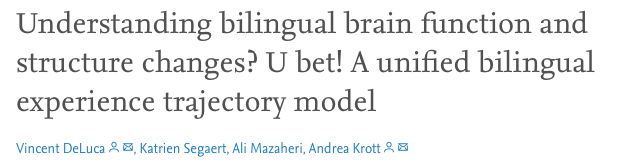 Understanding bilingual brain function and
structure changes? U bet! A unified bilingual
experience trajectory model
Vincent DeLuca, Katrien Segaert, Ali Mazaheri, Andrea Krott